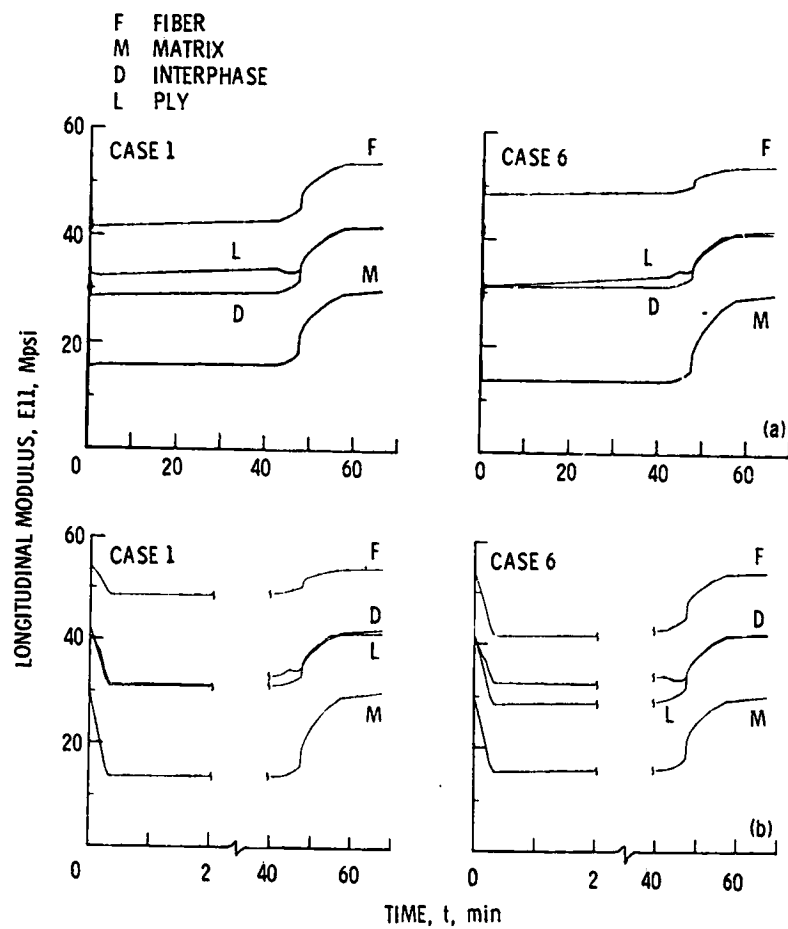 F FIBER
M MATRIX
D INTERPHASE
L PLY
LONGITUDINAL MODULUS, E11, Mpsi
60
40
20
0
CASE 1
F
L
D
M
0 20 40 60
CASE 6
F
L
D
M
(a)
0 20 40 60
60
40
20
0
CASE 1
F
D
L
M
0 2 40 60
CASE 6
F
D
L
M
(b)
0 2 40 60
TIME, t, min